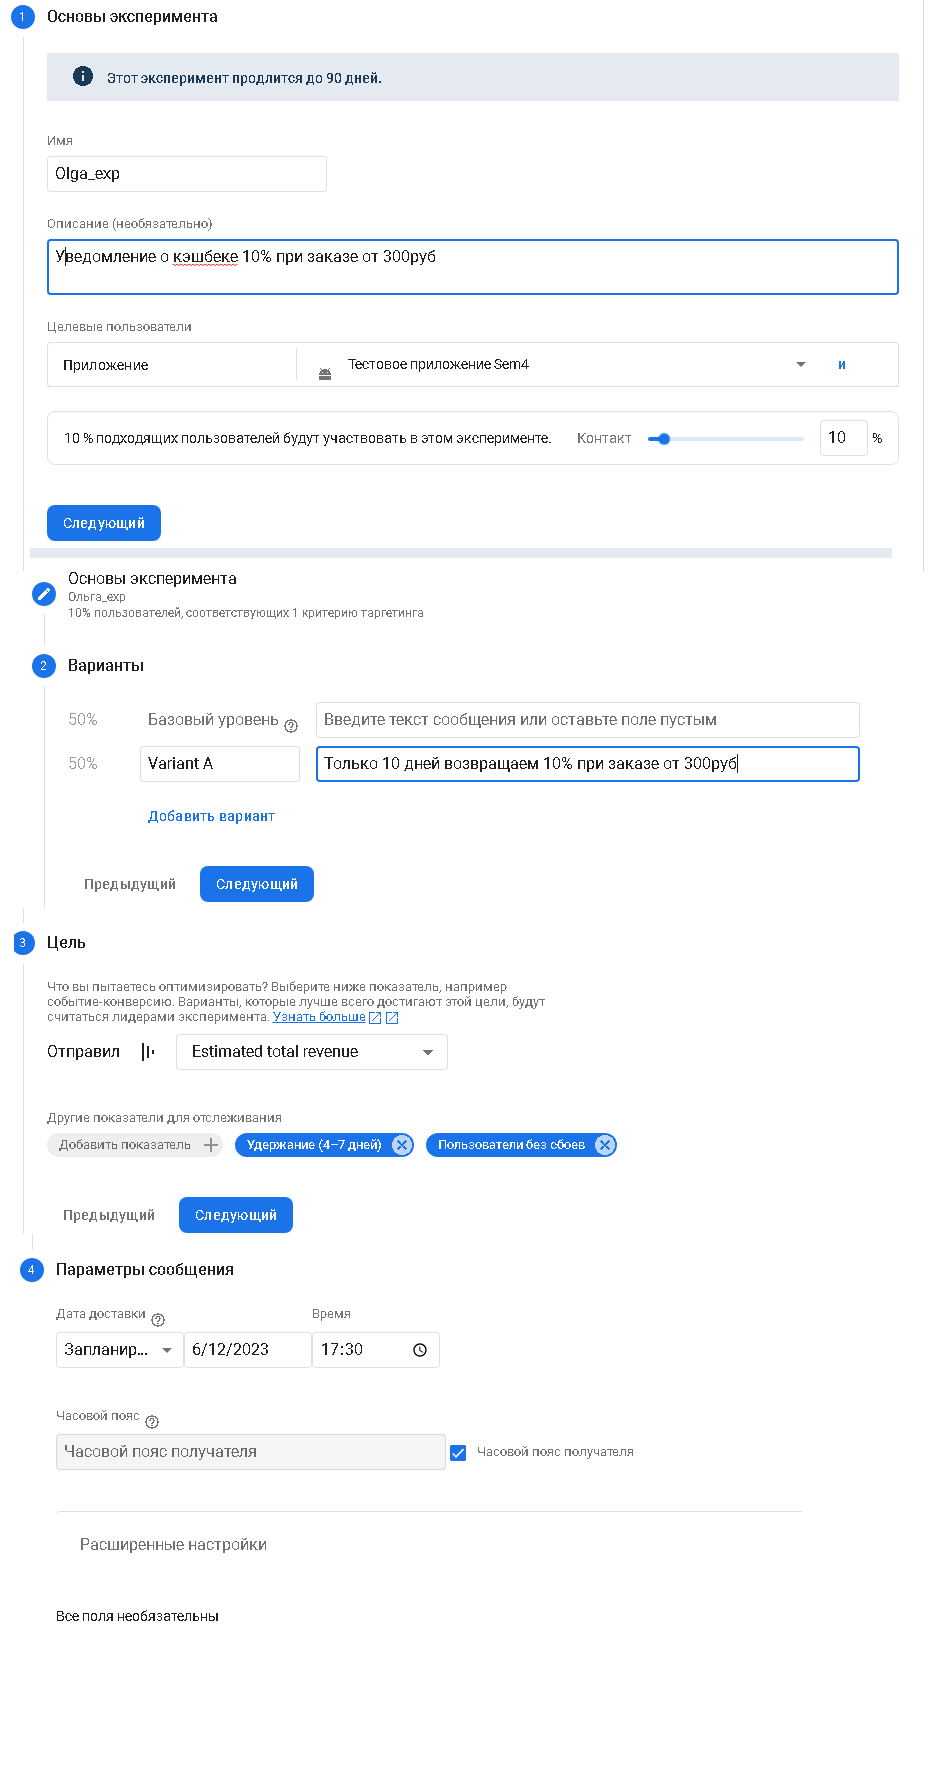 1 Основы эксперимента
Этот эксперимент продлится до 90 дней.
Имя
Olga_exp
Описание (необязательно)
Уведомление о кэшбеке 10% при заказе от 300руб
Целевые пользователи
Приложение Тестовое приложение Sem4 и
10 % подходящих пользователей будут участвовать в этом эксперименте. Контакт 10 %
Следующий
Основы эксперимента
Ольга_exp
10% пользователей, соответствующих 1 критерию таргетинга
2 Варианты
50% Базовый уровень Введите текст сообщения или оставьте поле пустым
50% Variant A Только 10 дней возвращаем 10% при заказе от 300руб
Добавить вариант
Предыдущий Следующий
3 Цель
Что вы пытаетесь оптимизировать? Выберите ниже показатель, например
событие-конверсию. Варианты, которые лучше всего достигают этой цели, будут
считаться лидерами эксперимента. Узнать больше
Отправил Estimated total revenue
Другие показатели для отслеживания
Добавить показатель Удержание (4–7 дней) Пользователи без сбоев
Предыдущий Следующий
4 Параметры сообщения
Дата доставки Время
Запланир... 6/12/2023 17:30
Часовой пояс
Часовой пояс получателя Часовой пояс получателя
Расширенные настройки
Все поля необязательны